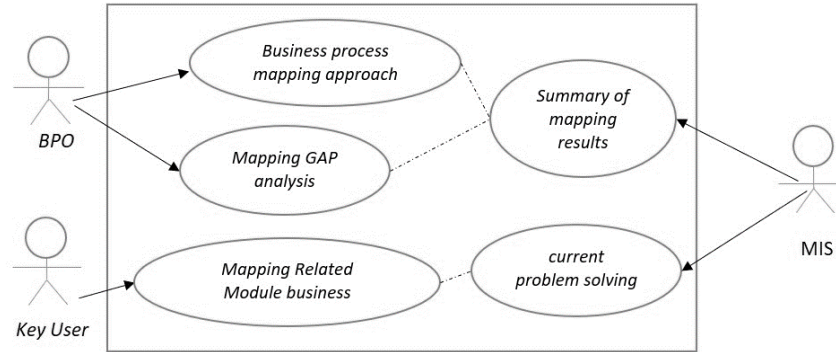 Business process
mapping approach
Summary of
mapping
results
BPO
Mapping GAP
analysis
MIS
Mapping Related
Module business
current
problem solving
Key User